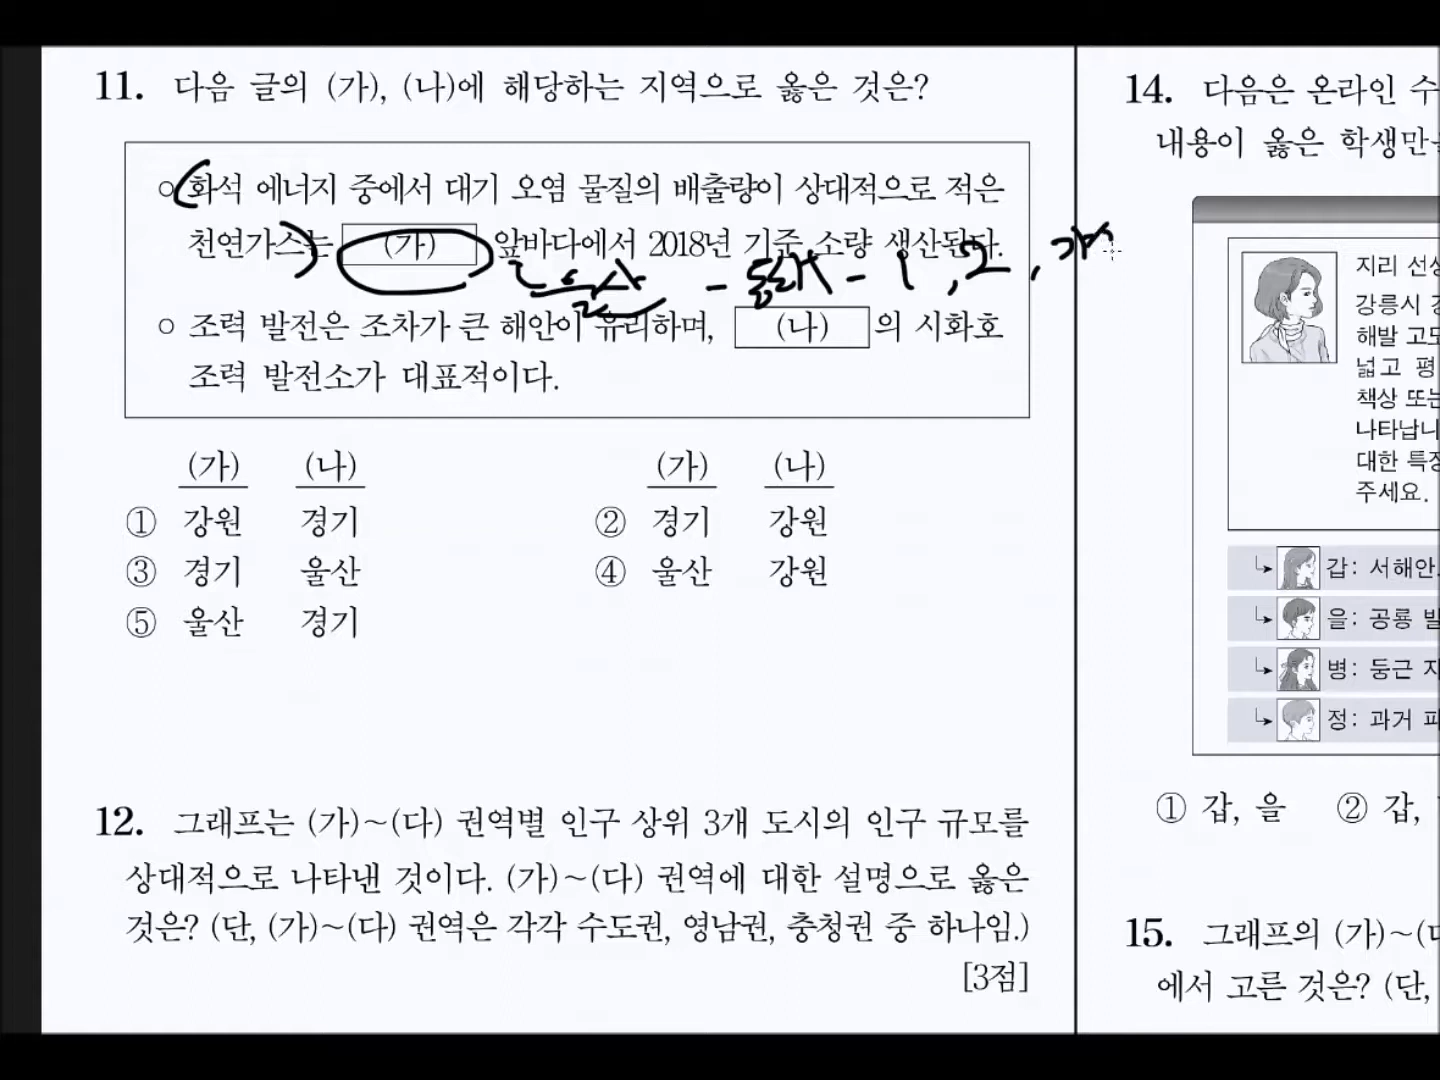 11. 다음 글의 (가), (나)에 해당하는 지역으로 옳은 것은?
○ 화석 에너지 중에서 대기 오염 물질의 배출량이 상대적으로 적은
천연가스는 (가) 앞바다에서 2018년 기준 소량 생산된다.
○ 조력 발전은 조차가 큰 해안이 유리하며, (나) 의 시화호
조력 발전소가 대표적이다.
(가) (나) (가) (나)
① 강원 경기 ② 경기 강원
③ 경기 울산 ④ 울산 강원
⑤ 울산 경기
12. 그래프는 (가)~(다) 권역별 인구 상위 3개 도시의 인구 규모를
상대적으로 나타낸 것이다. (가)~(다) 권역에 대한 설명으로 옳은
것은? (단, (가)~(다) 권역은 각각 수도권, 영남권, 충청권 중 하나임.)
[3점]
14. 다음은 온라인 수
내용이 옳은 학생만
지리 선생
강릉시
해발 고도
넓고 평
책상 또는
나타납니
대한 특징
주세요.
갑: 서해안
을: 공룡 발
병: 둥근 자
정: 과거 파
① 갑, 을 ② 갑,
15. 그래프의 (가)~(
에서 고른 것은? (단,